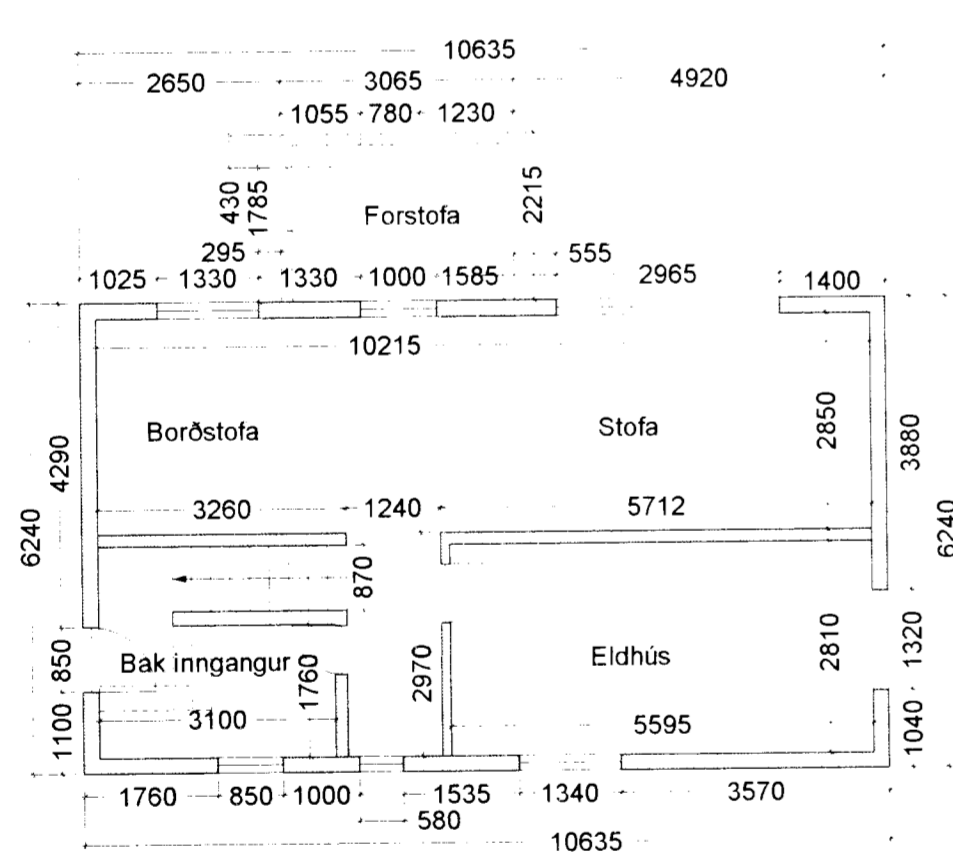 10635
2650 3065 4920
1055 780 1230
430 1785 Forstofa 2215
295 555
1025 1330 1330 1000 1585 2965 1400
10215
Borðstofa Stofa 2850
4290 3880
3260 1240 5712
6240 6240
870
850 Bak inngangur 1760 2970 Eldhús 2810 1320
1100 3100 5595 1040
1760 850 1000 1535 1340 3570
580
10635